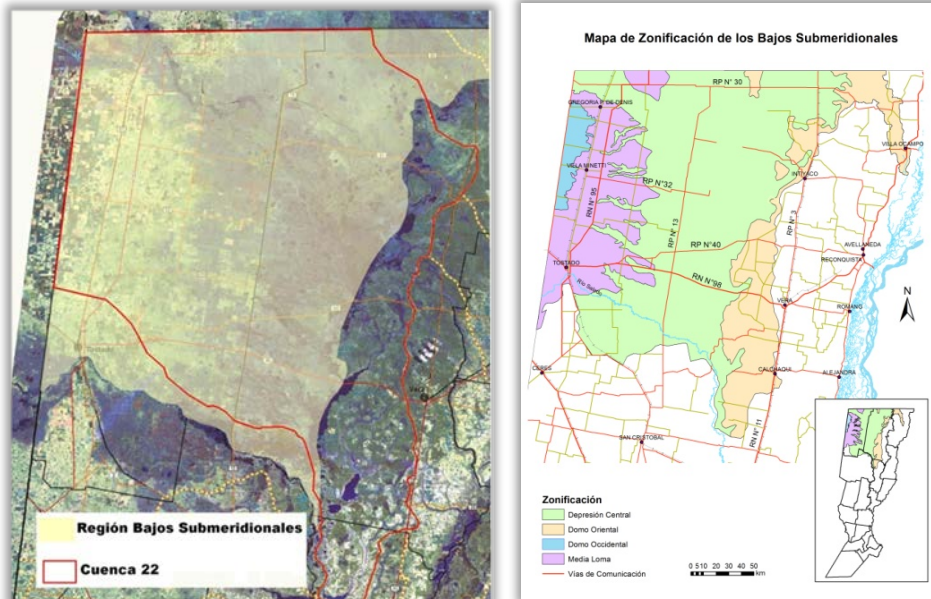 Tostado
Región Bajos Submeridionales
Cuenca 22
Mapa de Zonificación de los Bajos Submeridionales
RP N° 30
GREGORIA P. DE DENIS
VILLA OCAMPO
VILLA MINETTI
INTIYACO
RP N°32
RN N° 95
RP N° 13
RP N° 3
RP N°40
AVELLANEDA
RECONQUISTA
TOSTADO
RN N°98
Río Salado
N
VERA
ROMANG
CERES
CALCHAQUI
ALEJANDRA
RN N° 11
SAN CRISTOBAL
Zonificación
Depresión Central
Domo Oriental
Domo Occidental
Media Loma
Vías de Comunicación
0 5 10 20 30 40 50
km